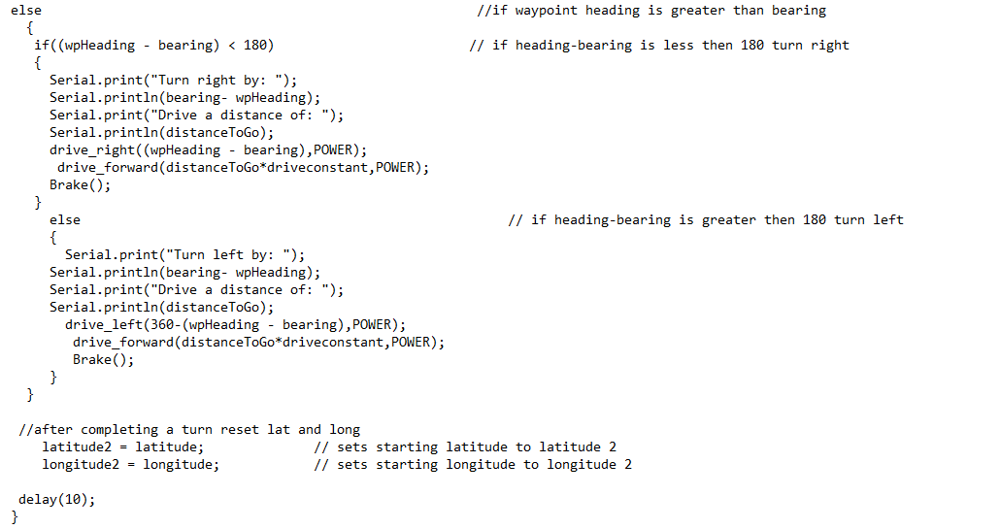 else //if waypoint heading is greater than bearing
{
if((wpHeading - bearing) < 180) // if heading-bearing is less then 180 turn right
{
Serial.print("Turn right by: ");
Serial.println(bearing- wpHeading);
Serial.print("Drive a distance of: ");
Serial.println(distanceToGo);
drive_right((wpHeading - bearing),POWER);
drive_forward(distanceToGo*driveconstant,POWER);
Brake();
}
else // if heading-bearing is greater then 180 turn left
{
Serial.print("Turn left by: ");
Serial.println(bearing- wpHeading);
Serial.print("Drive a distance of: ");
Serial.println(distanceToGo);
drive_left(360-(wpHeading - bearing),POWER);
drive_forward(distanceToGo*driveconstant,POWER);
Brake();
}
}
//after completing a turn reset lat and long
latitude2 = latitude; // sets starting latitude to latitude 2
longitude2 = longitude; // sets starting longitude to longitude 2
delay(10);
}